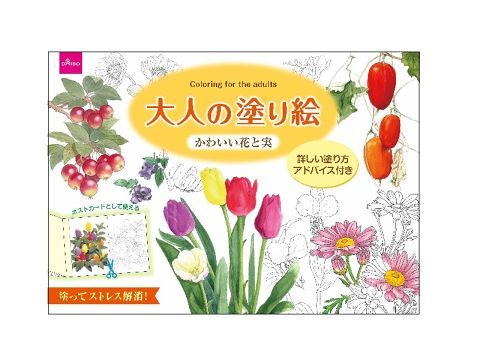 DAISO
Coloring for the adults
大人の塗り絵
かわいい花と実
詳しい塗り方
アドバイス付き
ポストカードとして使える
塗ってストレス解消！